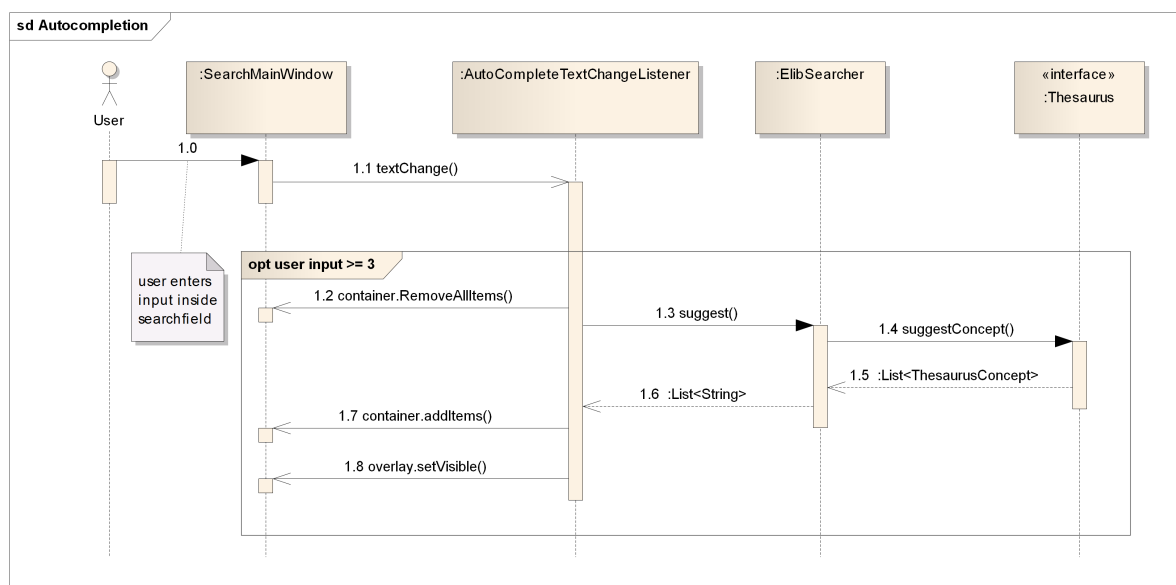 sd Autocompletion
User
:SearchMainWindow
:AutoCompleteTextChangeListener
:ElibSearcher
«interface»
:Thesaurus
1.0
1.1 textChange()
user enters
input inside
searchfield
opt user input >= 3
1.2 container.RemoveAllItems()
1.3 suggest()
1.4 suggestConcept()
1.5 :List<ThesaurusConcept>
1.6 :List<String>
1.7 container.addItems()
1.8 overlay.setVisible()